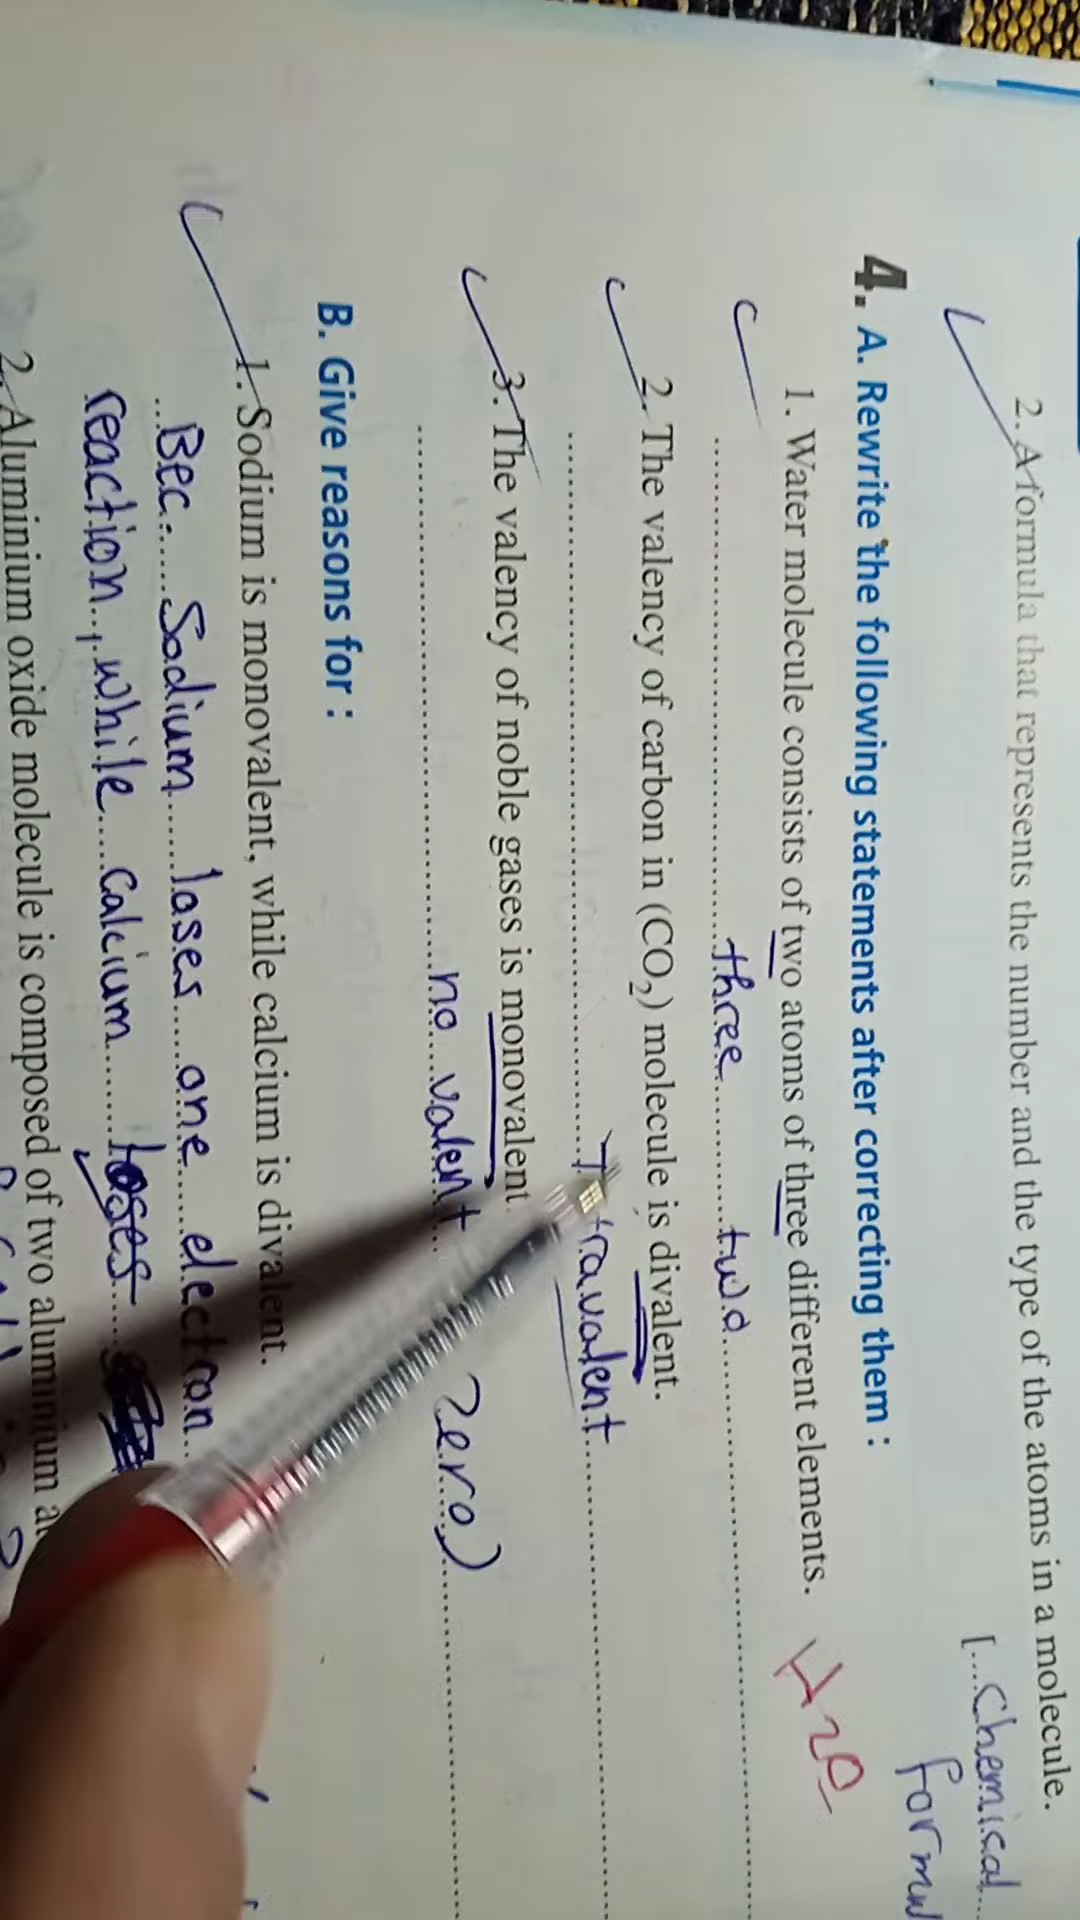 2. A formula that represents the number and the type of the atoms in a molecule.
[...Chemical
formul
4. A. Rewrite the following statements after correcting them :
1. Water molecule consists of two atoms of three different elements. H2O
three two
2. The valency of carbon in (CO₂) molecule is divalent.
travalent
3. The valency of noble gases is monovalent
no valent zero)
B. Give reasons for :
1. Sodium is monovalent, while calcium is divalent.
Bec. Sodium loses one electron
reaction, while calcium loses
2. Aluminium oxide molecule is composed of two aluminium